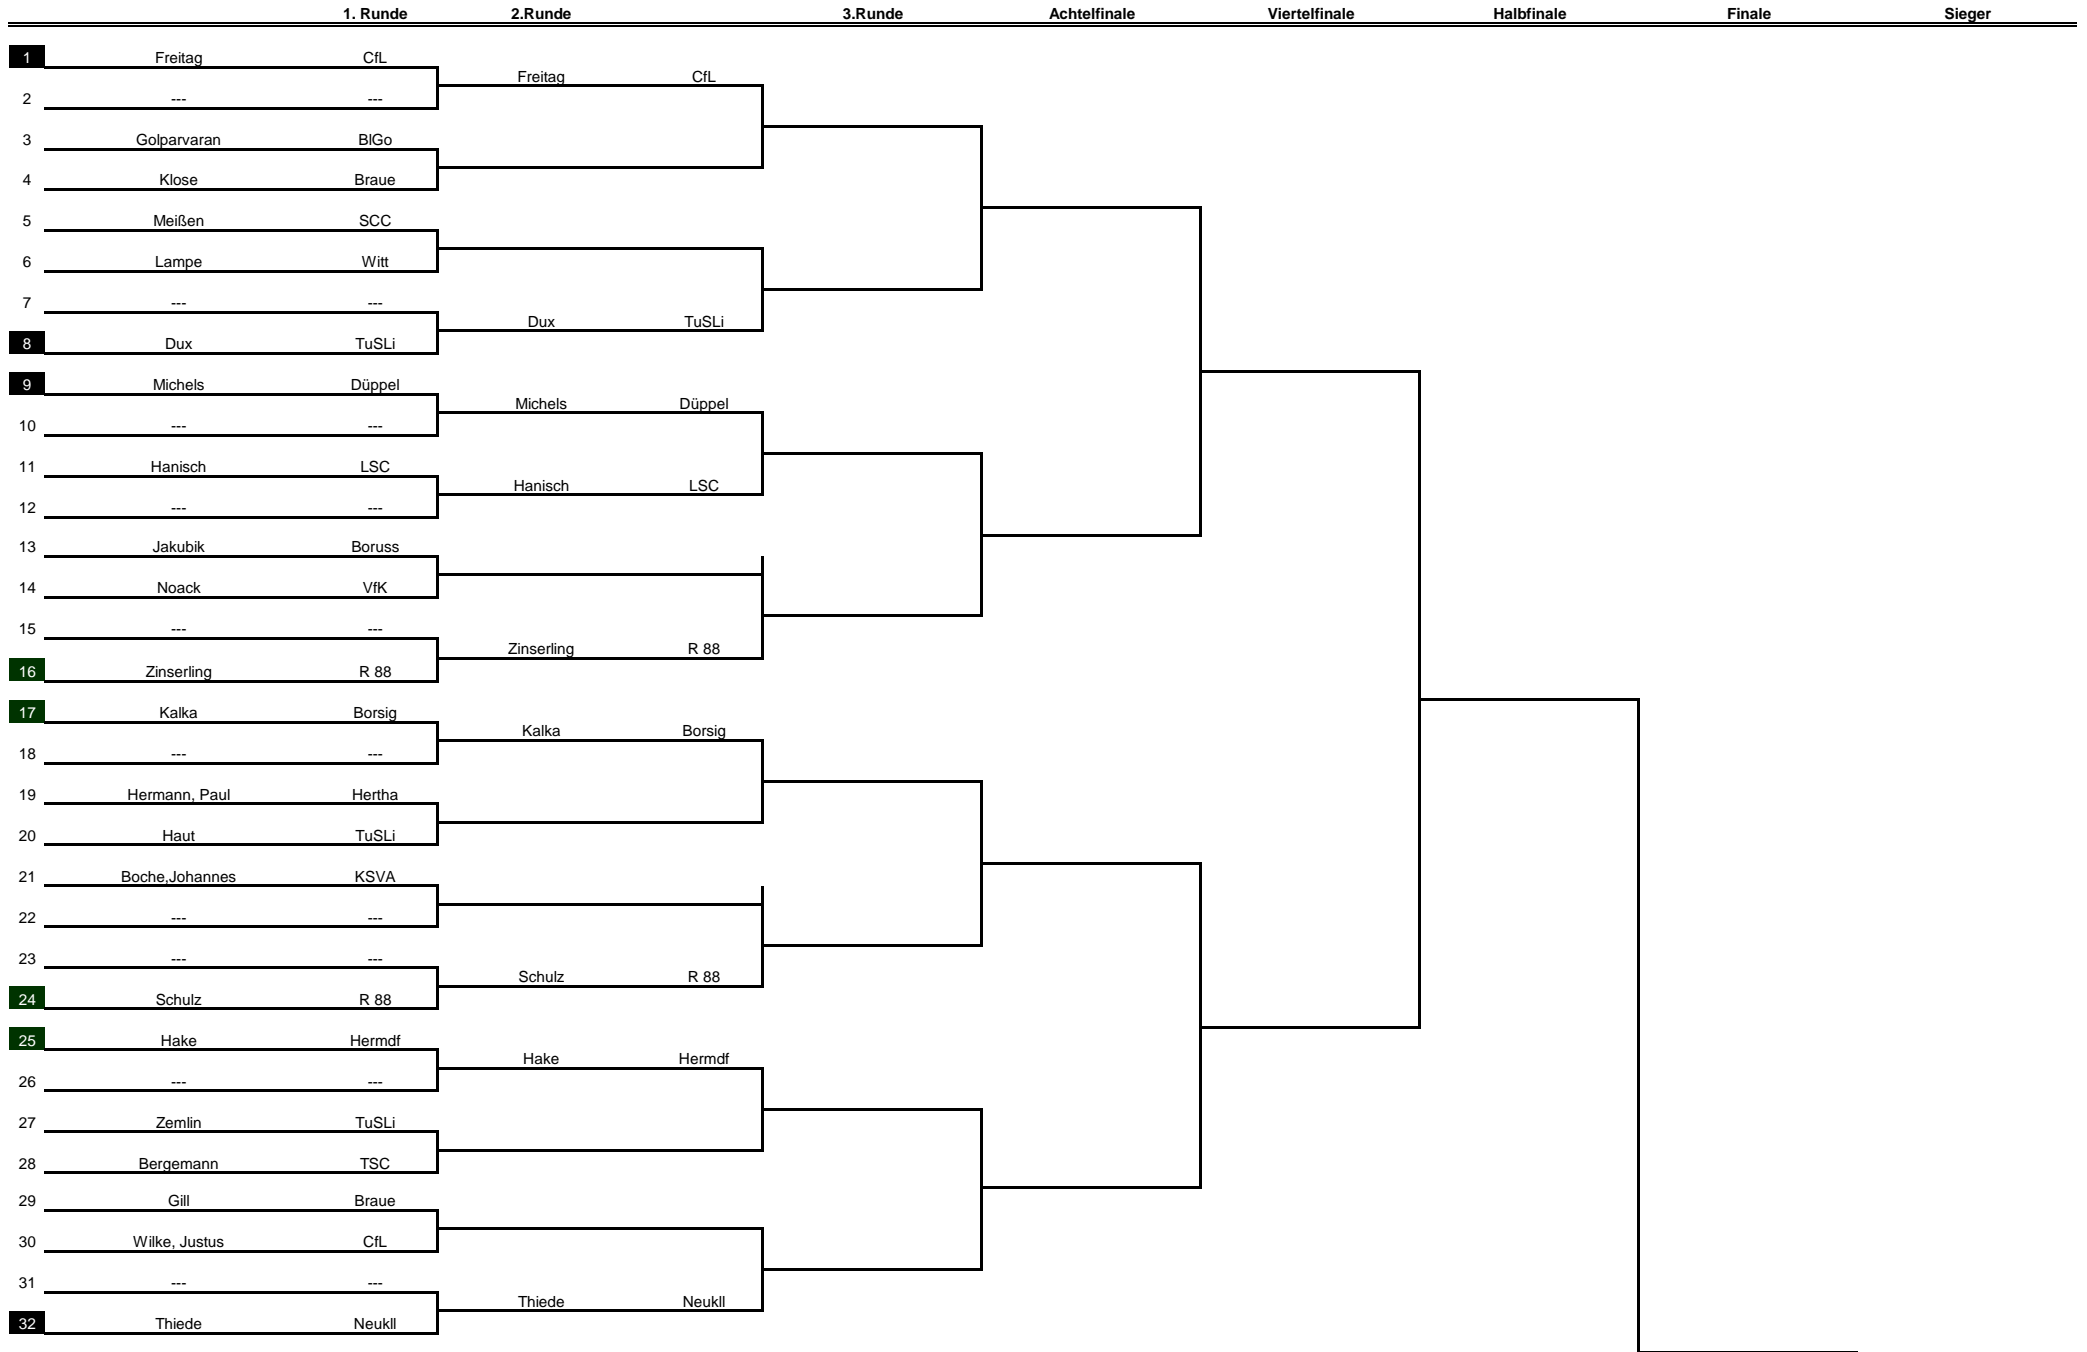 1. Runde 2.Runde 3.Runde Achtelfinale Viertelfinale Halbfinale Finale Sieger
1 Freitag CfL
Freitag CfL
2 --- ---
3 Golparvaran BlGo
4 Klose Braue
5 Meißen SCC
6 Lampe Witt
7 --- ---
Dux TuSLi
8 Dux TuSLi
9 Michels Düppel
Michels Düppel
10 --- ---
11 Hanisch LSC
Hanisch LSC
12 --- ---
13 Jakubik Boruss
14 Noack VfK
15 --- ---
Zinserling R 88
16 Zinserling R 88
17 Kalka Borsig
Kalka Borsig
18 --- ---
19 Hermann, Paul Hertha
20 Haut TuSLi
21 Boche,Johannes KSVA
22 --- ---
23 --- ---
Schulz R 88
24 Schulz R 88
25 Hake Hermdf
Hake Hermdf
26 --- ---
27 Zemlin TuSLi
28 Bergemann TSC
29 Gill Braue
30 Wilke, Justus CfL
31 --- ---
Thiede Neukll
32 Thiede Neukll